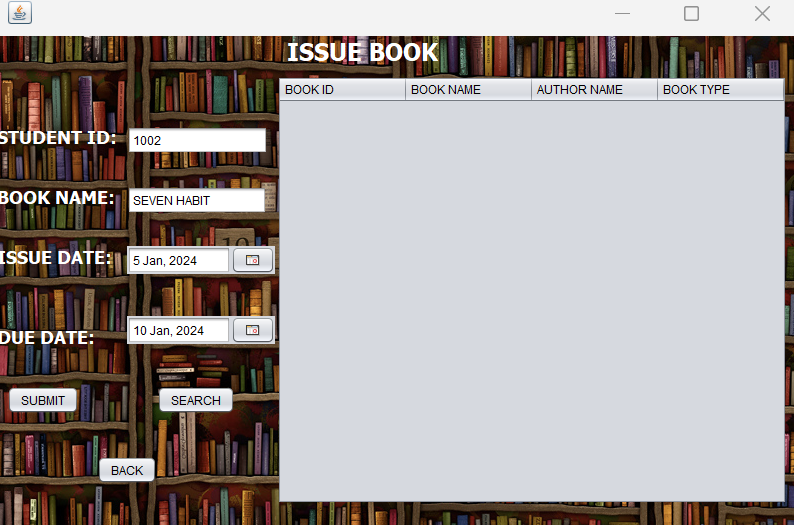 ISSUE BOOK
BOOK ID BOOK NAME AUTHOR NAME BOOK TYPE
STUDENT ID: 1002
BOOK NAME: SEVEN HABIT
ISSUE DATE: 5 Jan, 2024
DUE DATE: 10 Jan, 2024
SUBMIT SEARCH
BACK